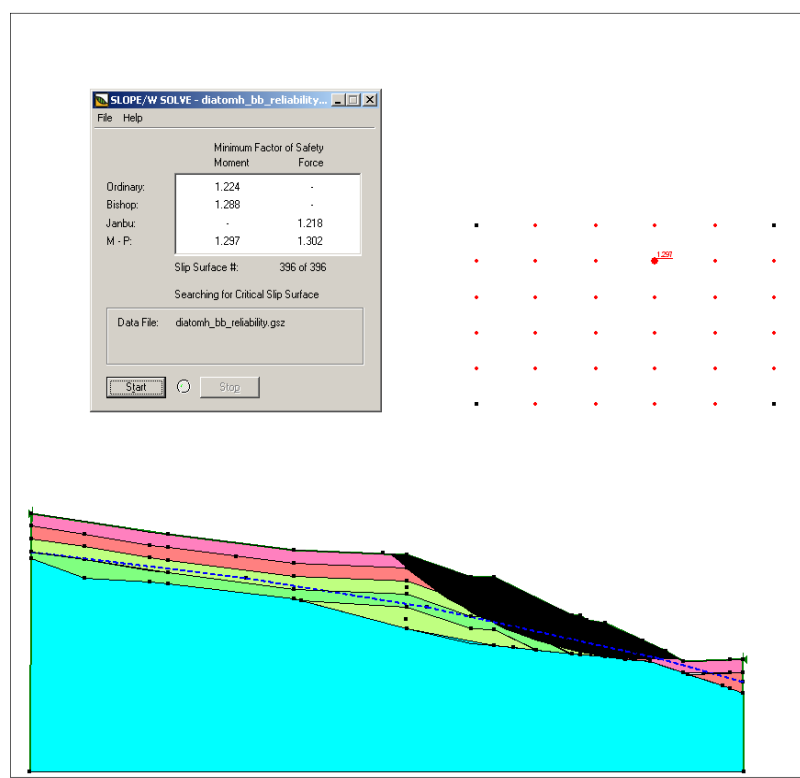 SLOPE/W SOLVE - diatomh_bb_reliability...
File Help
Minimum Factor of Safety
Moment Force
Ordinary: 1.224 -
Bishop: 1.288 -
Janbu: - 1.218
M - P: 1.297 1.302
Slip Surface #: 396 of 396
Searching for Critical Slip Surface
Data File: diatomh_bb_reliability.gsz
Start Stop
1.297